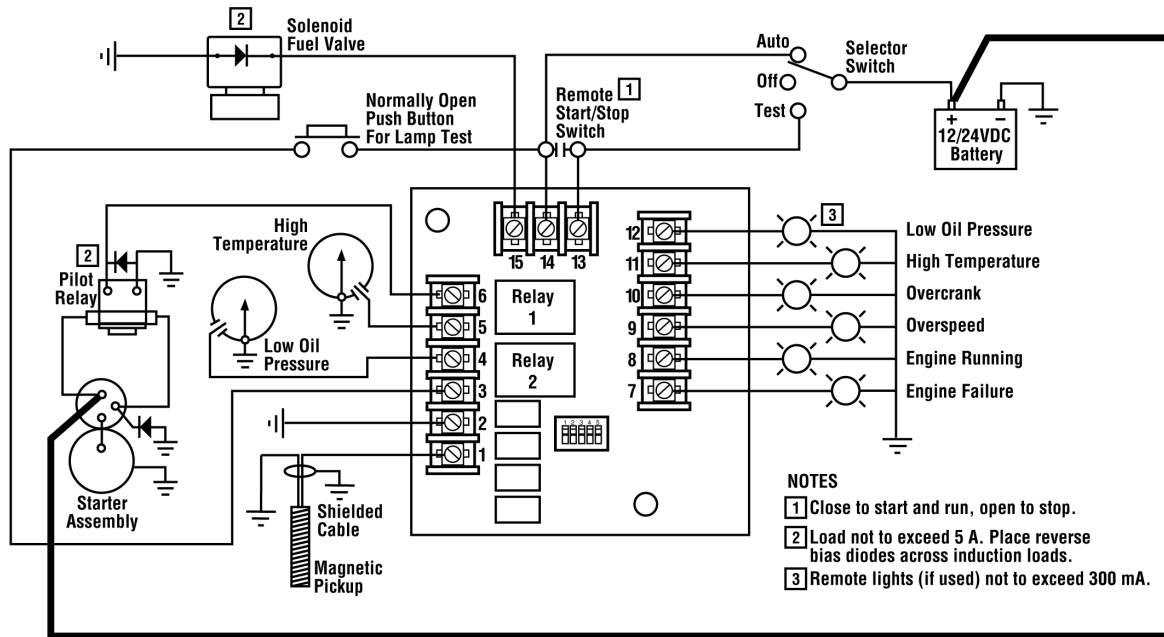 2
Solenoid
Fuel Valve
Auto
Off
Test
Selector
Switch
+ −
12/24VDC
Battery
Remote 1
Start/Stop
Switch
Normally Open
Push Button
For Lamp Test
15 14 13
High
Temperature
2
Pilot
Relay
Low Oil
Pressure
6
5
4
3
2
1
Relay
1
Relay
2
1 2 3 4 5
12
11
10
9
8
7
3
Low Oil Pressure
High Temperature
Overcrank
Overspeed
Engine Running
Engine Failure
Starter
Assembly
Shielded
Cable
Magnetic
Pickup
NOTES
1 Close to start and run, open to stop.
2 Load not to exceed 5 A. Place reverse
bias diodes across induction loads.
3 Remote lights (if used) not to exceed 300 mA.